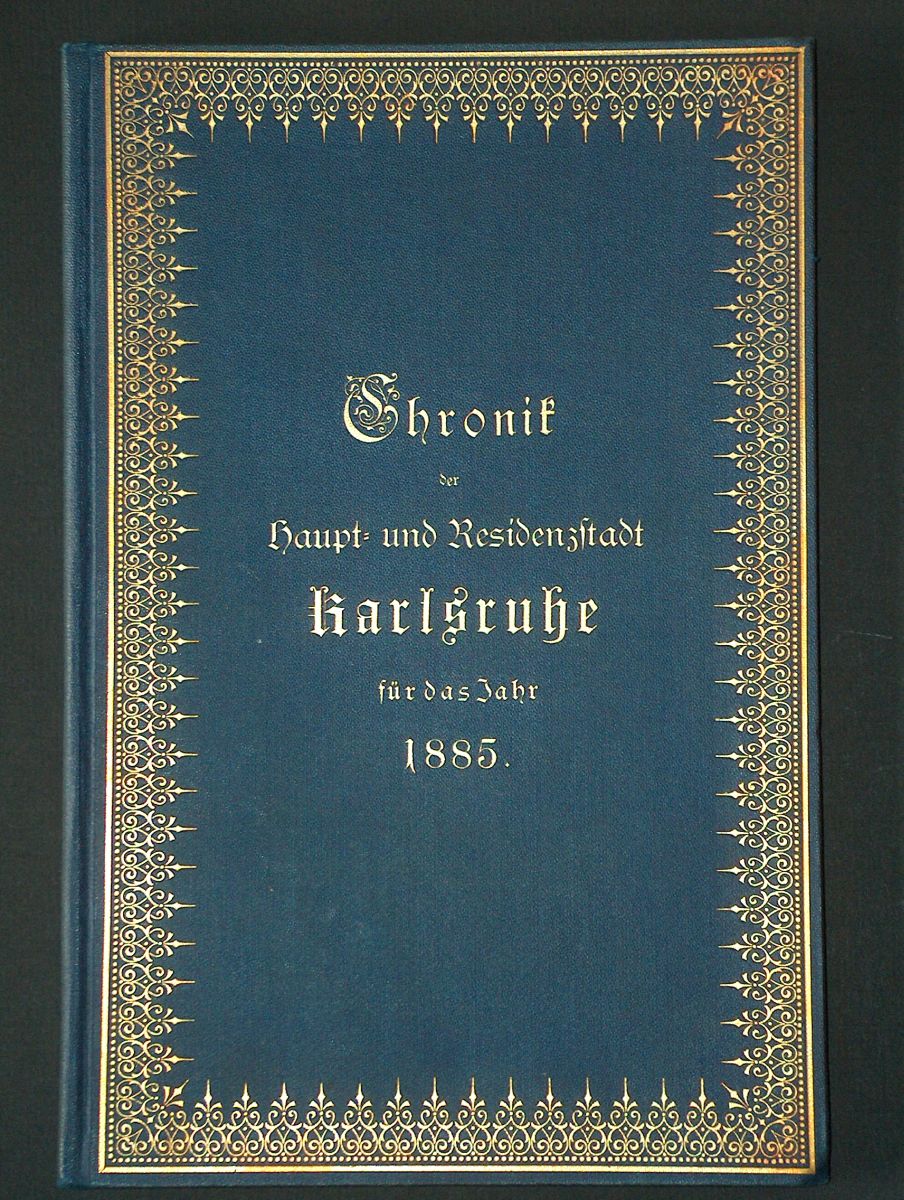 Chronik
der
Haupt- und Residenzstadt
Karlsruhe
für das Jahr
1885.